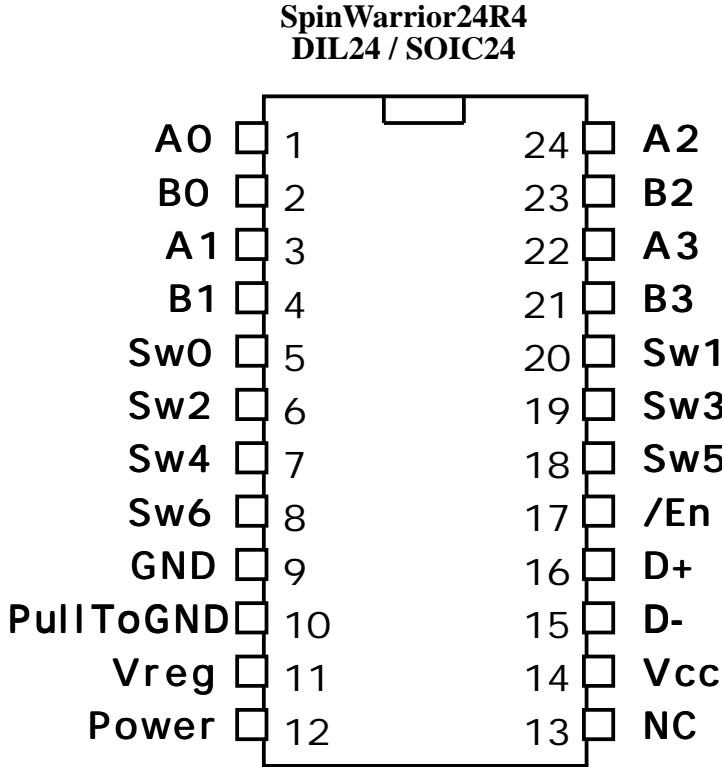 SpinWarrior24R4
DIL24 / SOIC24
A0 1 24 A2
B0 2 23 B2
A1 3 22 A3
B1 4 21 B3
Sw0 5 20 Sw1
Sw2 6 19 Sw3
Sw4 7 18 Sw5
Sw6 8 17 /En
GND 9 16 D+
PullToGND 10 15 D-
Vreg 11 14 Vcc
Power 12 13 NC